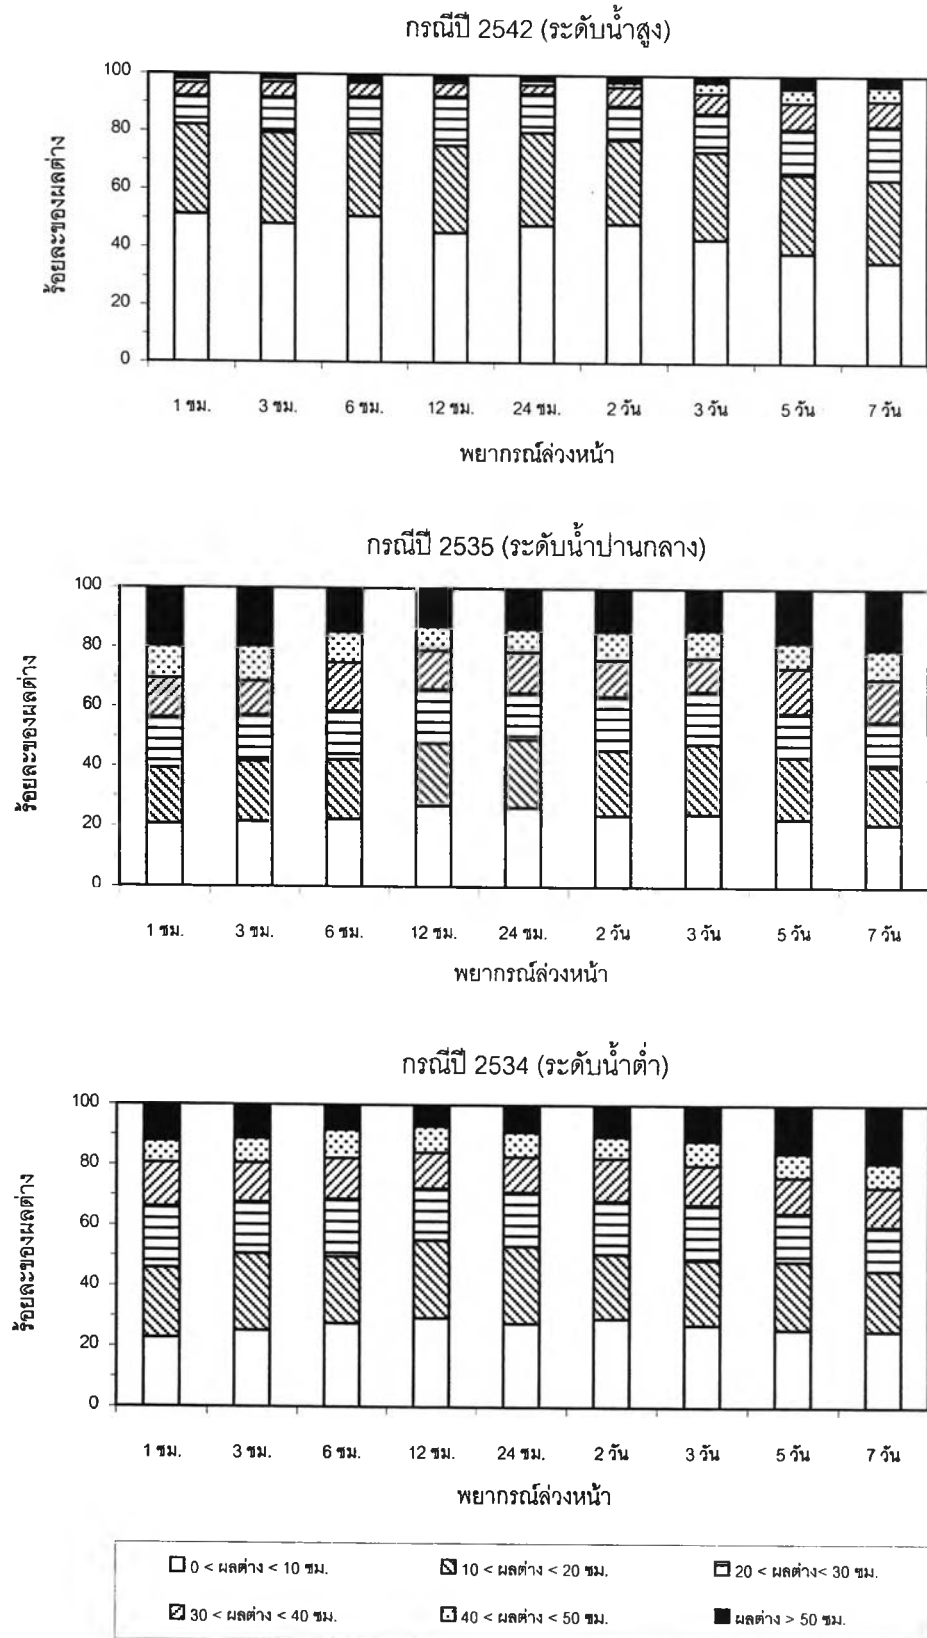 กรณีปี 2542 (ระดับน้ำสูง)
ร้อยละของผลต่าง
100
80
60
40
20
0
1 ชม. 3 ชม. 6 ชม. 12 ชม. 24 ชม. 2 วัน 3 วัน 5 วัน 7 วัน
พยากรณ์ล่วงหน้า
กรณีปี 2535 (ระดับน้ำปานกลาง)
ร้อยละของผลต่าง
100
80
60
40
20
0
1 ชม. 3 ชม. 6 ชม. 12 ชม. 24 ชม. 2 วัน 3 วัน 5 วัน 7 วัน
พยากรณ์ล่วงหน้า
กรณีปี 2534 (ระดับน้ำต่ำ)
ร้อยละของผลต่าง
100
80
60
40
20
0
1 ชม. 3 ชม. 6 ชม. 12 ชม. 24 ชม. 2 วัน 3 วัน 5 วัน 7 วัน
พยากรณ์ล่วงหน้า
0 < ผลต่าง < 10 ซม. 10 < ผลต่าง < 20 ซม. 20 < ผลต่าง< 30 ซม.
30 < ผลต่าง < 40 ซม. 40 < ผลต่าง < 50 ซม. ผลต่าง > 50 ซม.